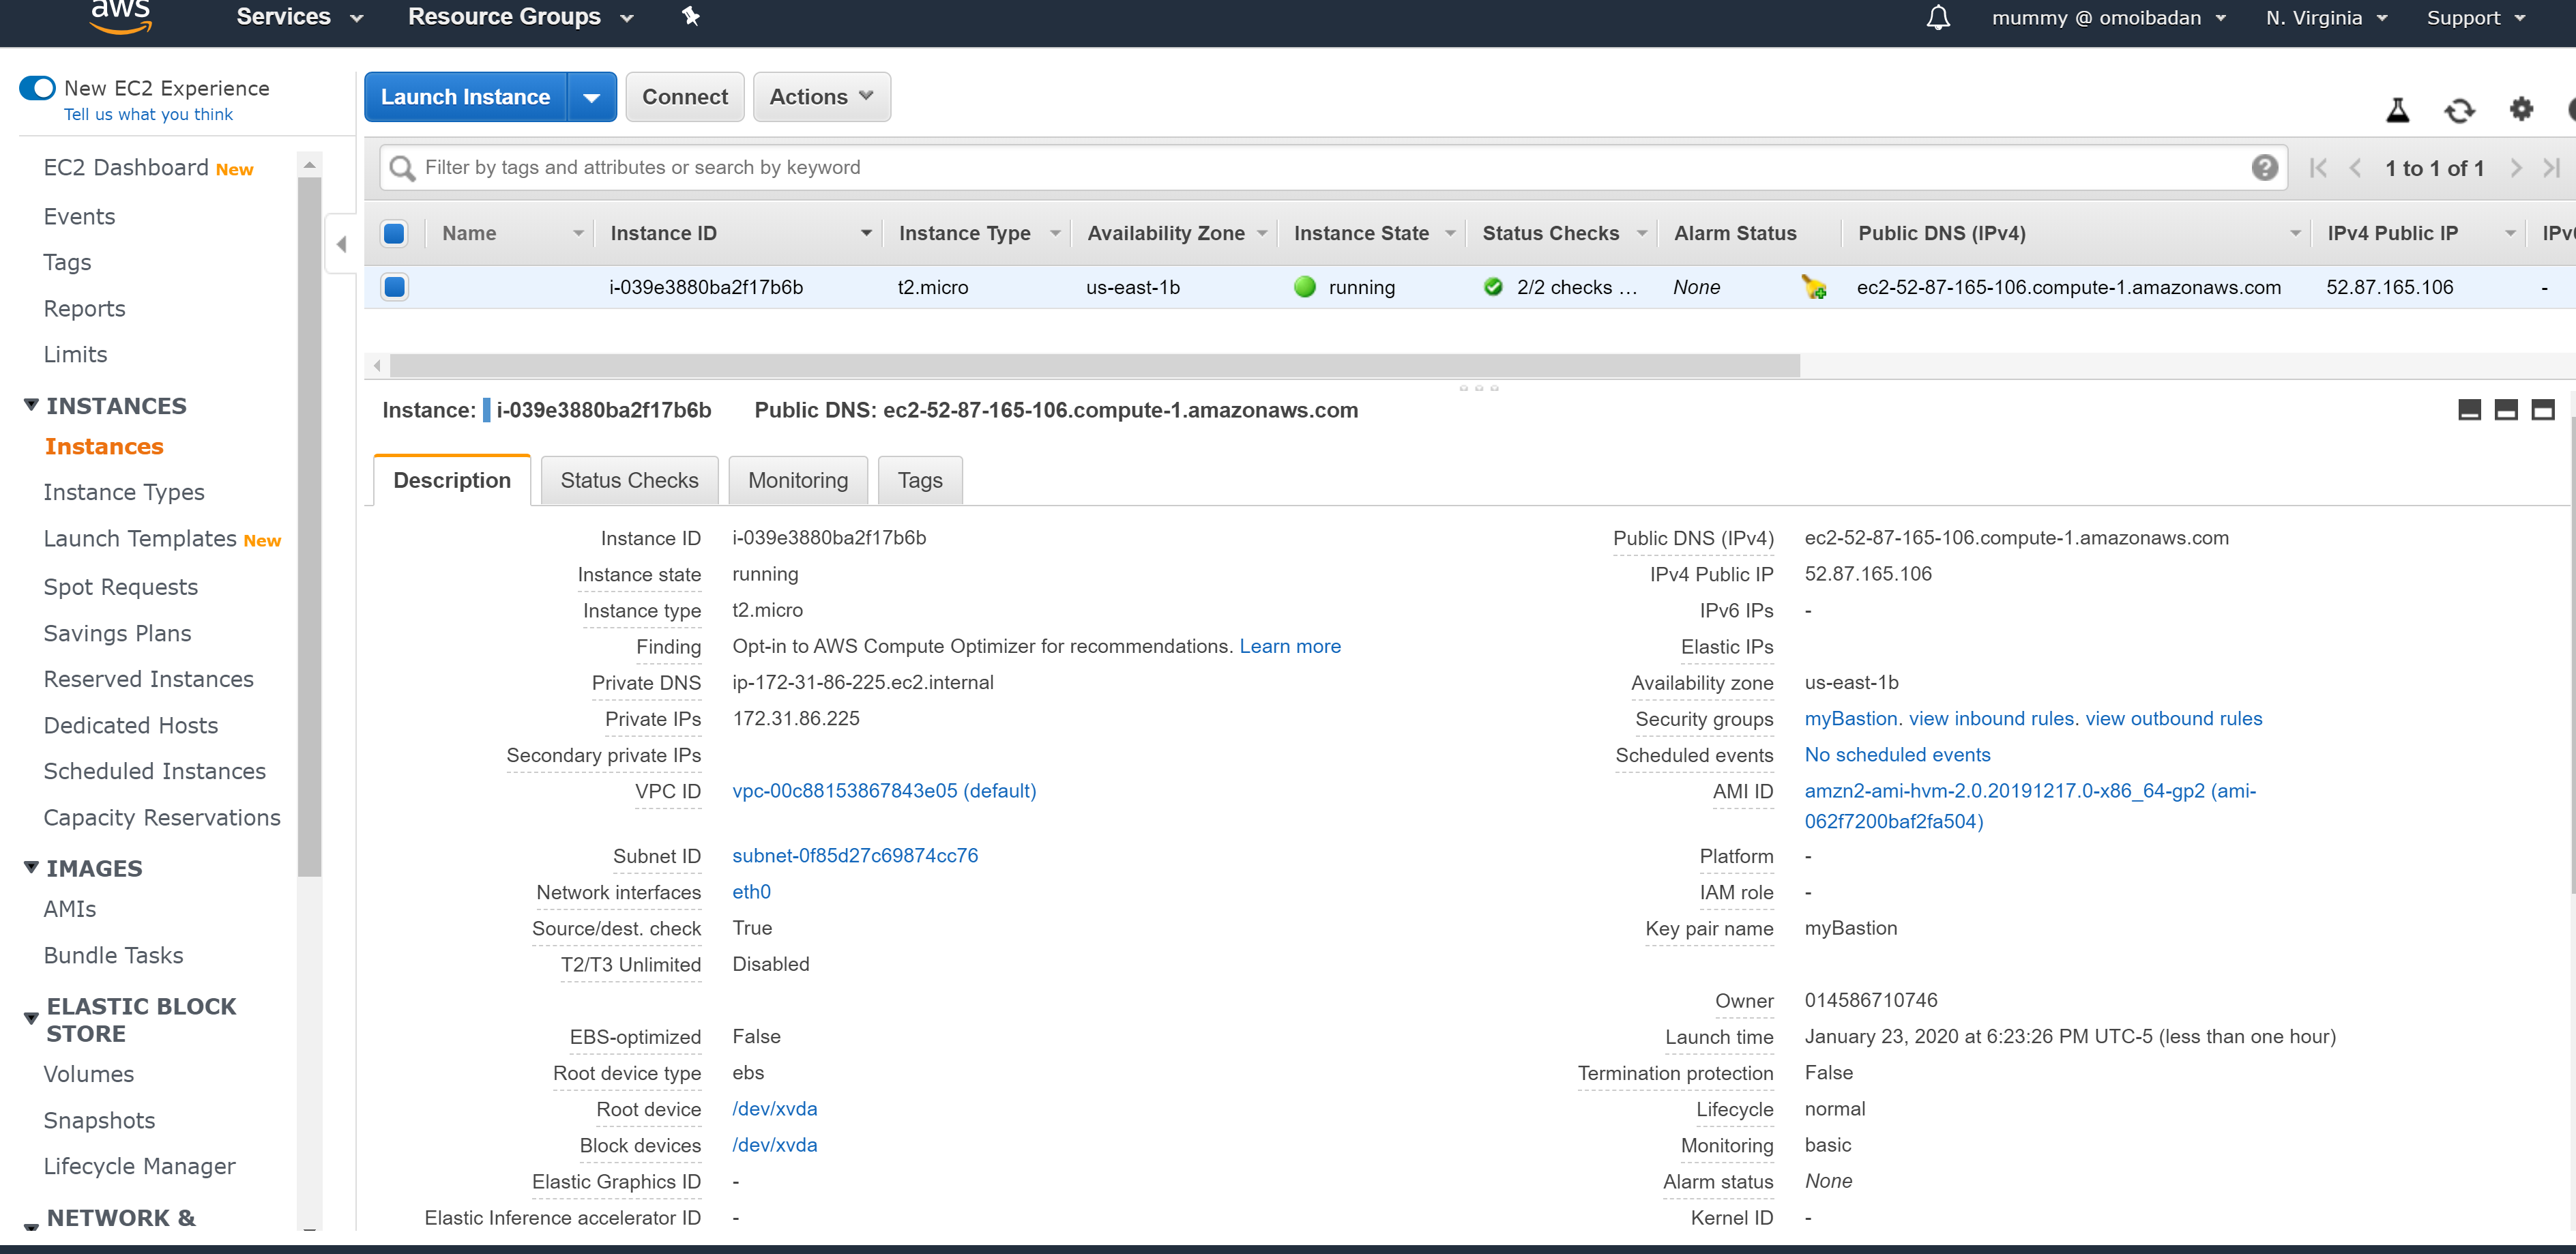 aws Services Resource Groups mummy @ omoibadan N. Virginia Support
New EC2 Experience
Tell us what you think
EC2 Dashboard New
Events
Tags
Reports
Limits
INSTANCES
Instances
Instance Types
Launch Templates New
Spot Requests
Savings Plans
Reserved Instances
Dedicated Hosts
Scheduled Instances
Capacity Reservations
IMAGES
AMIs
Bundle Tasks
ELASTIC BLOCK
STORE
Volumes
Snapshots
Lifecycle Manager
NETWORK &
Launch Instance Connect Actions
Filter by tags and attributes or search by keyword 1 to 1 of 1
Name Instance ID Instance Type Availability Zone Instance State Status Checks Alarm Status Public DNS (IPv4) IPv4 Public IP
i-039e3880ba2f17b6b t2.micro us-east-1b running 2/2 checks ... None ec2-52-87-165-106.compute-1.amazonaws.com 52.87.165.106 -
Instance: i-039e3880ba2f17b6b Public DNS: ec2-52-87-165-106.compute-1.amazonaws.com
Description Status Checks Monitoring Tags
Instance ID i-039e3880ba2f17b6b
Instance state running
Instance type t2.micro
Finding Opt-in to AWS Compute Optimizer for recommendations. Learn more
Private DNS ip-172-31-86-225.ec2.internal
Private IPs 172.31.86.225
Secondary private IPs
VPC ID vpc-00c88153867843e05 (default)
Subnet ID subnet-0f85d27c69874cc76
Network interfaces eth0
Source/dest. check True
T2/T3 Unlimited Disabled
EBS-optimized False
Root device type ebs
Root device /dev/xvda
Block devices /dev/xvda
Elastic Graphics ID -
Elastic Inference accelerator ID -
Public DNS (IPv4) ec2-52-87-165-106.compute-1.amazonaws.com
IPv4 Public IP 52.87.165.106
IPv6 IPs -
Elastic IPs
Availability zone us-east-1b
Security groups myBastion. view inbound rules. view outbound rules
Scheduled events No scheduled events
AMI ID amzn2-ami-hvm-2.0.20191217.0-x86_64-gp2 (ami-
062f7200baf2fa504)
Platform -
IAM role -
Key pair name myBastion
Owner 014586710746
Launch time January 23, 2020 at 6:23:26 PM UTC-5 (less than one hour)
Termination protection False
Lifecycle normal
Monitoring basic
Alarm status None
Kernel ID -